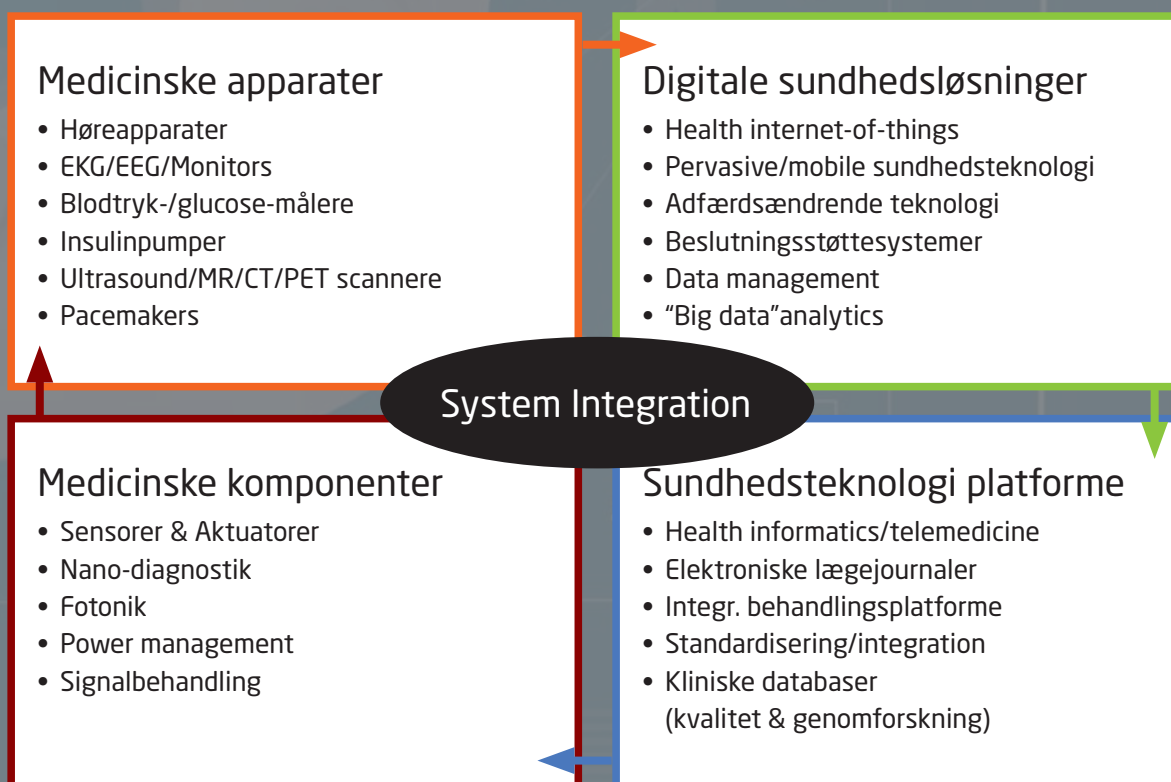 Medicinske apparater
• Høreapparater
• EKG/EEG/Monitors
• Blodtryk-/glucose-målere
• Insulinpumper
• Ultrasound/MR/CT/PET scannere
• Pacemakers
Digitale sundhedsløsninger
• Health internet-of-things
• Pervasive/mobile sundhedsteknologi
• Adfærdsændrende teknologi
• Beslutningsstøttesystemer
• Data management
• “Big data”analytics
System Integration
Medicinske komponenter
• Sensorer & Aktuatorer
• Nano-diagnostik
• Fotonik
• Power management
• Signalbehandling
Sundhedsteknologi platforme
• Health informatics/telemedicine
• Elektroniske lægejournaler
• Integr. behandlingsplatforme
• Standardisering/integration
• Kliniske databaser
(kvalitet & genomforskning)